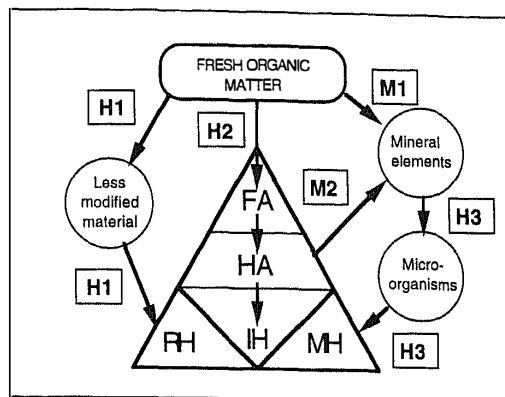 FRESH ORGANIC
MATTER
H1
M1
H2
Mineral
elements
Less
modified
material
M2
FA
H3
HA
H1
Micro-
organisms
RH
IH
MH
H3